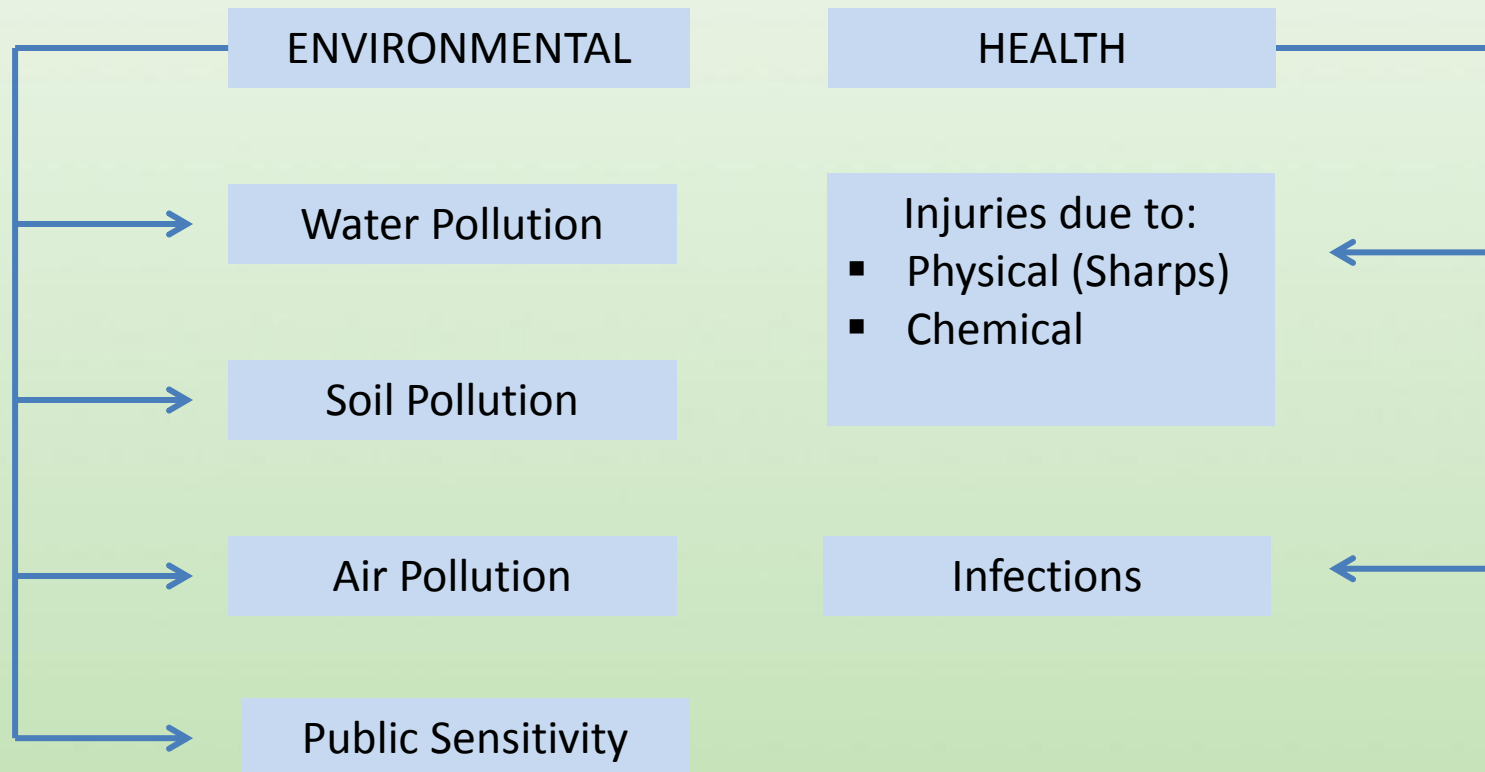 ENVIRONMENTAL
Water Pollution
Soil Pollution
Air Pollution
Public Sensitivity
HEALTH
Injuries due to:
▪ Physical (Sharps)
▪ Chemical
Infections